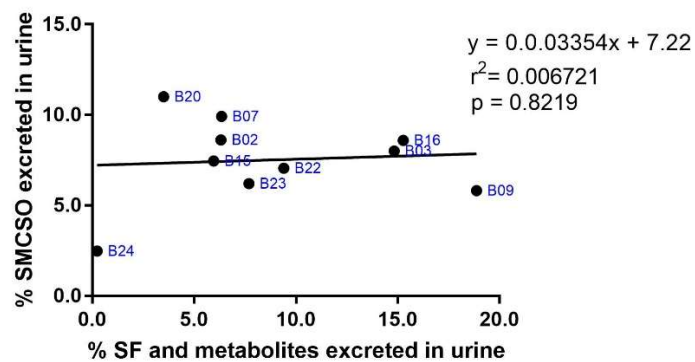 15.0
y = 0.0.03354x + 7.22
r2= 0.006721
p = 0.8219
B20
B07
10.0
B02
B16
B03
B15
B22
B23
B09
5.0
B24
0.0
% SMCSO excreted in urine
0.0 5.0 10.0 15.0 20.0
% SF and metabolites excreted in urine